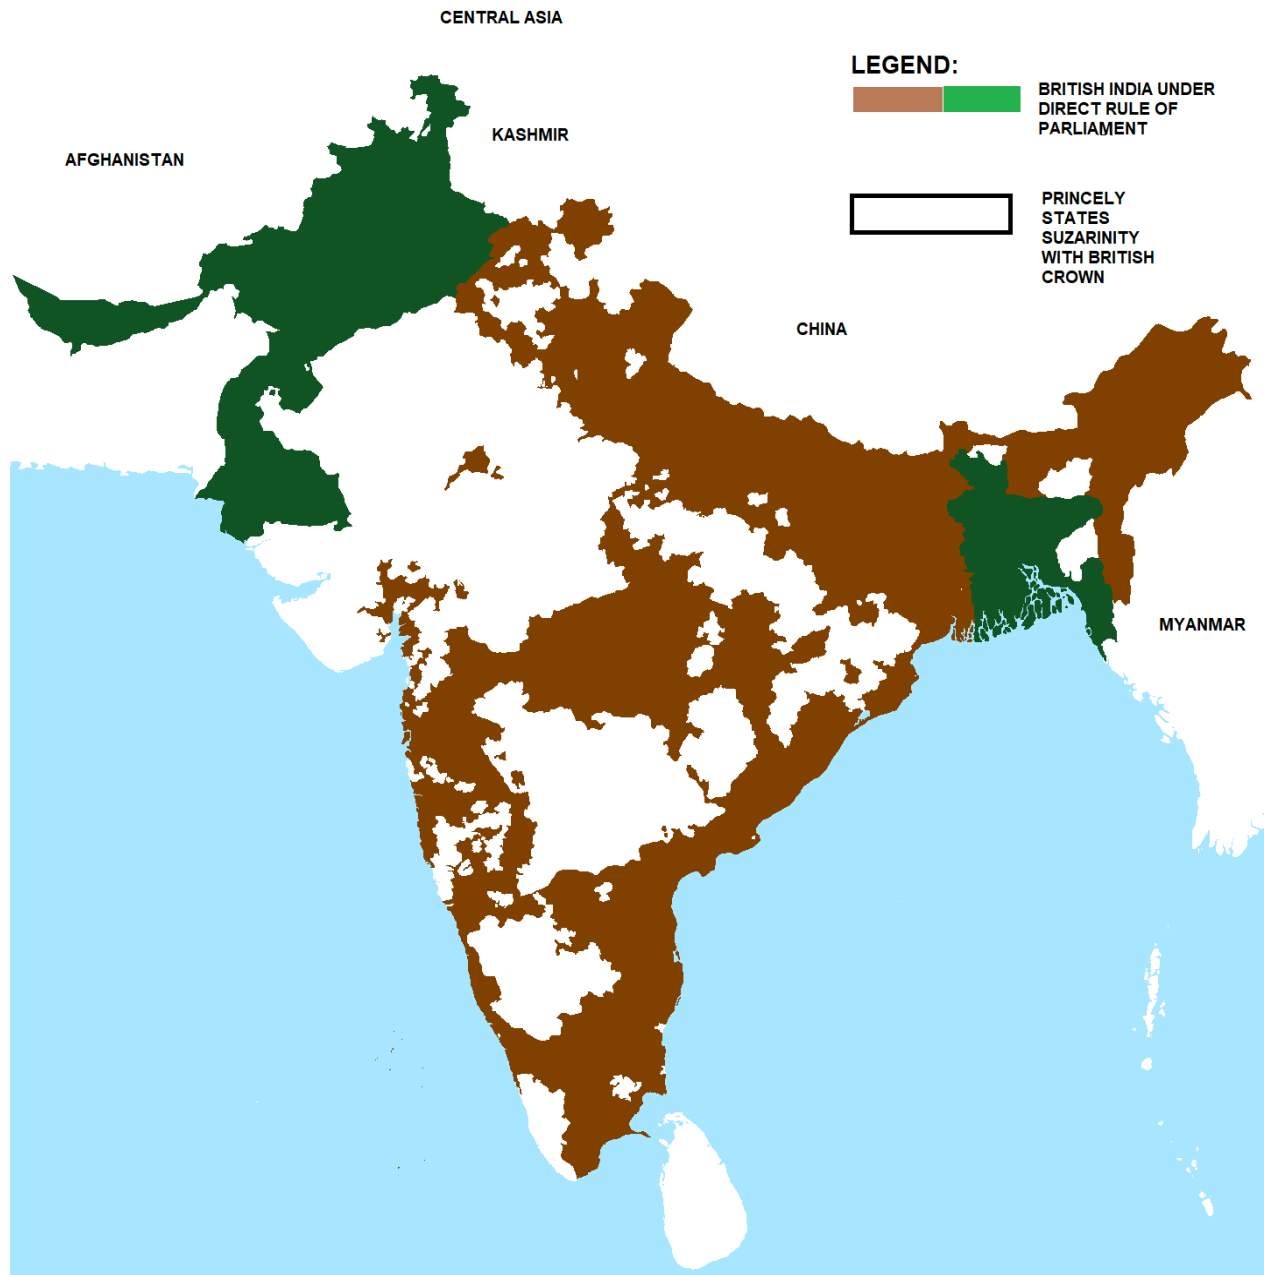 CENTRAL ASIA
LEGEND:
BRITISH INDIA UNDER
DIRECT RULE OF
PARLIAMENT
KASHMIR
AFGHANISTAN
PRINCELY
STATES
SUZARINITY
WITH BRITISH
CROWN
CHINA
MYANMAR